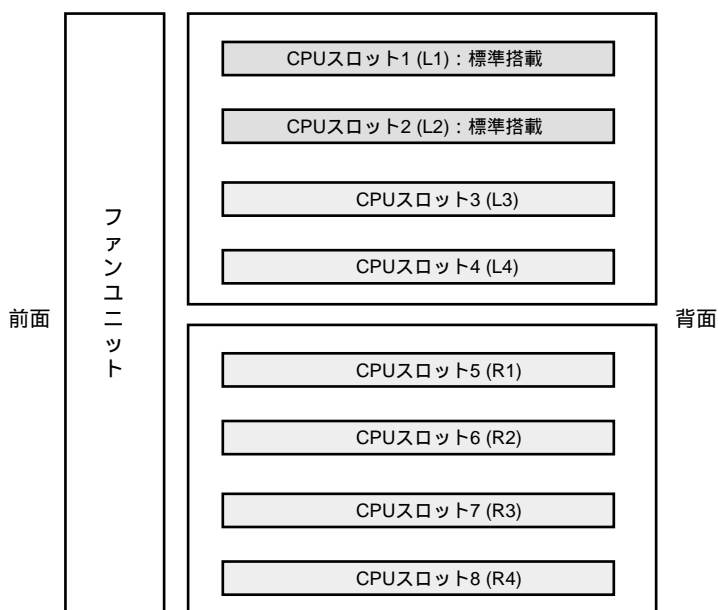 CPUスロット1 (L1)：標準搭載
CPUスロット2 (L2)：標準搭載
CPUスロット3 (L3)
CPUスロット4 (L4)
前面
ファンユニット
背面
CPUスロット5 (R1)
CPUスロット6 (R2)
CPUスロット7 (R3)
CPUスロット8 (R4)